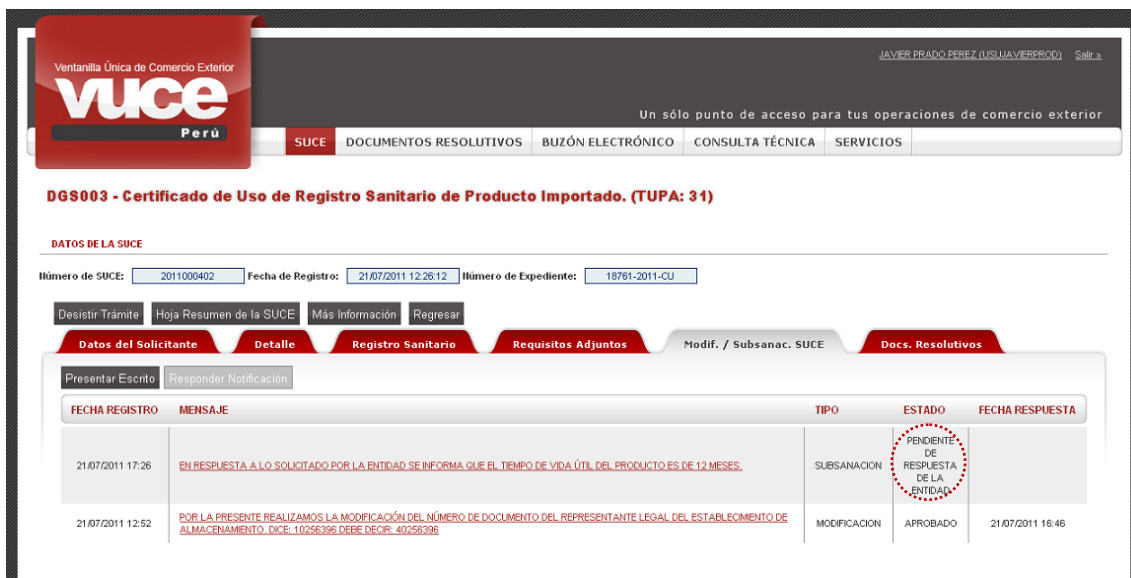 JAVIER PRADO PEREZ (USUJAVIERPROD) Salir »
Ventanilla Única de Comercio Exterior
vuce
Perú
Un sólo punto de acceso para tus operaciones de comercio exterior
SUCE DOCUMENTOS RESOLUTIVOS BUZÓN ELECTRÓNICO CONSULTA TÉCNICA SERVICIOS
DGS003 - Certificado de Uso de Registro Sanitario de Producto Importado. (TUPA: 31)
DATOS DE LA SUCE
Número de SUCE: 2011000402 Fecha de Registro: 21/07/2011 12:26:12 Número de Expediente: 18761-2011-CU
Desistir Trámite Hoja Resumen de la SUCE Más Información Regresar
Datos del Solicitante Detalle Registro Sanitario Requisitos Adjuntos Modif. / Subsanac. SUCE Docs. Resolutivos
Presentar Escrito Responder Notificación
FECHA REGISTRO MENSAJE TIPO ESTADO FECHA RESPUESTA
21/07/2011 17:26 EN RESPUESTA A LO SOLICITADO POR LA ENTIDAD SE INFORMA QUE EL TIEMPO DE VIDA ÚTIL DEL PRODUCTO ES DE 12 MESES. SUBSANACION
PENDIENTE
DE
RESPUESTA
DE LA
ENTIDAD
21/07/2011 12:52 POR LA PRESENTE REALIZAMOS LA MODIFICACIÓN DEL NÚMERO DE DOCUMENTO DEL REPRESENTANTE LEGAL DEL ESTABLECIMIENTO DE
ALMACENAMIENTO. DICE: 10256396 DEBE DECIR: 40256396 MODIFICACION APROBADO 21/07/2011 16:46